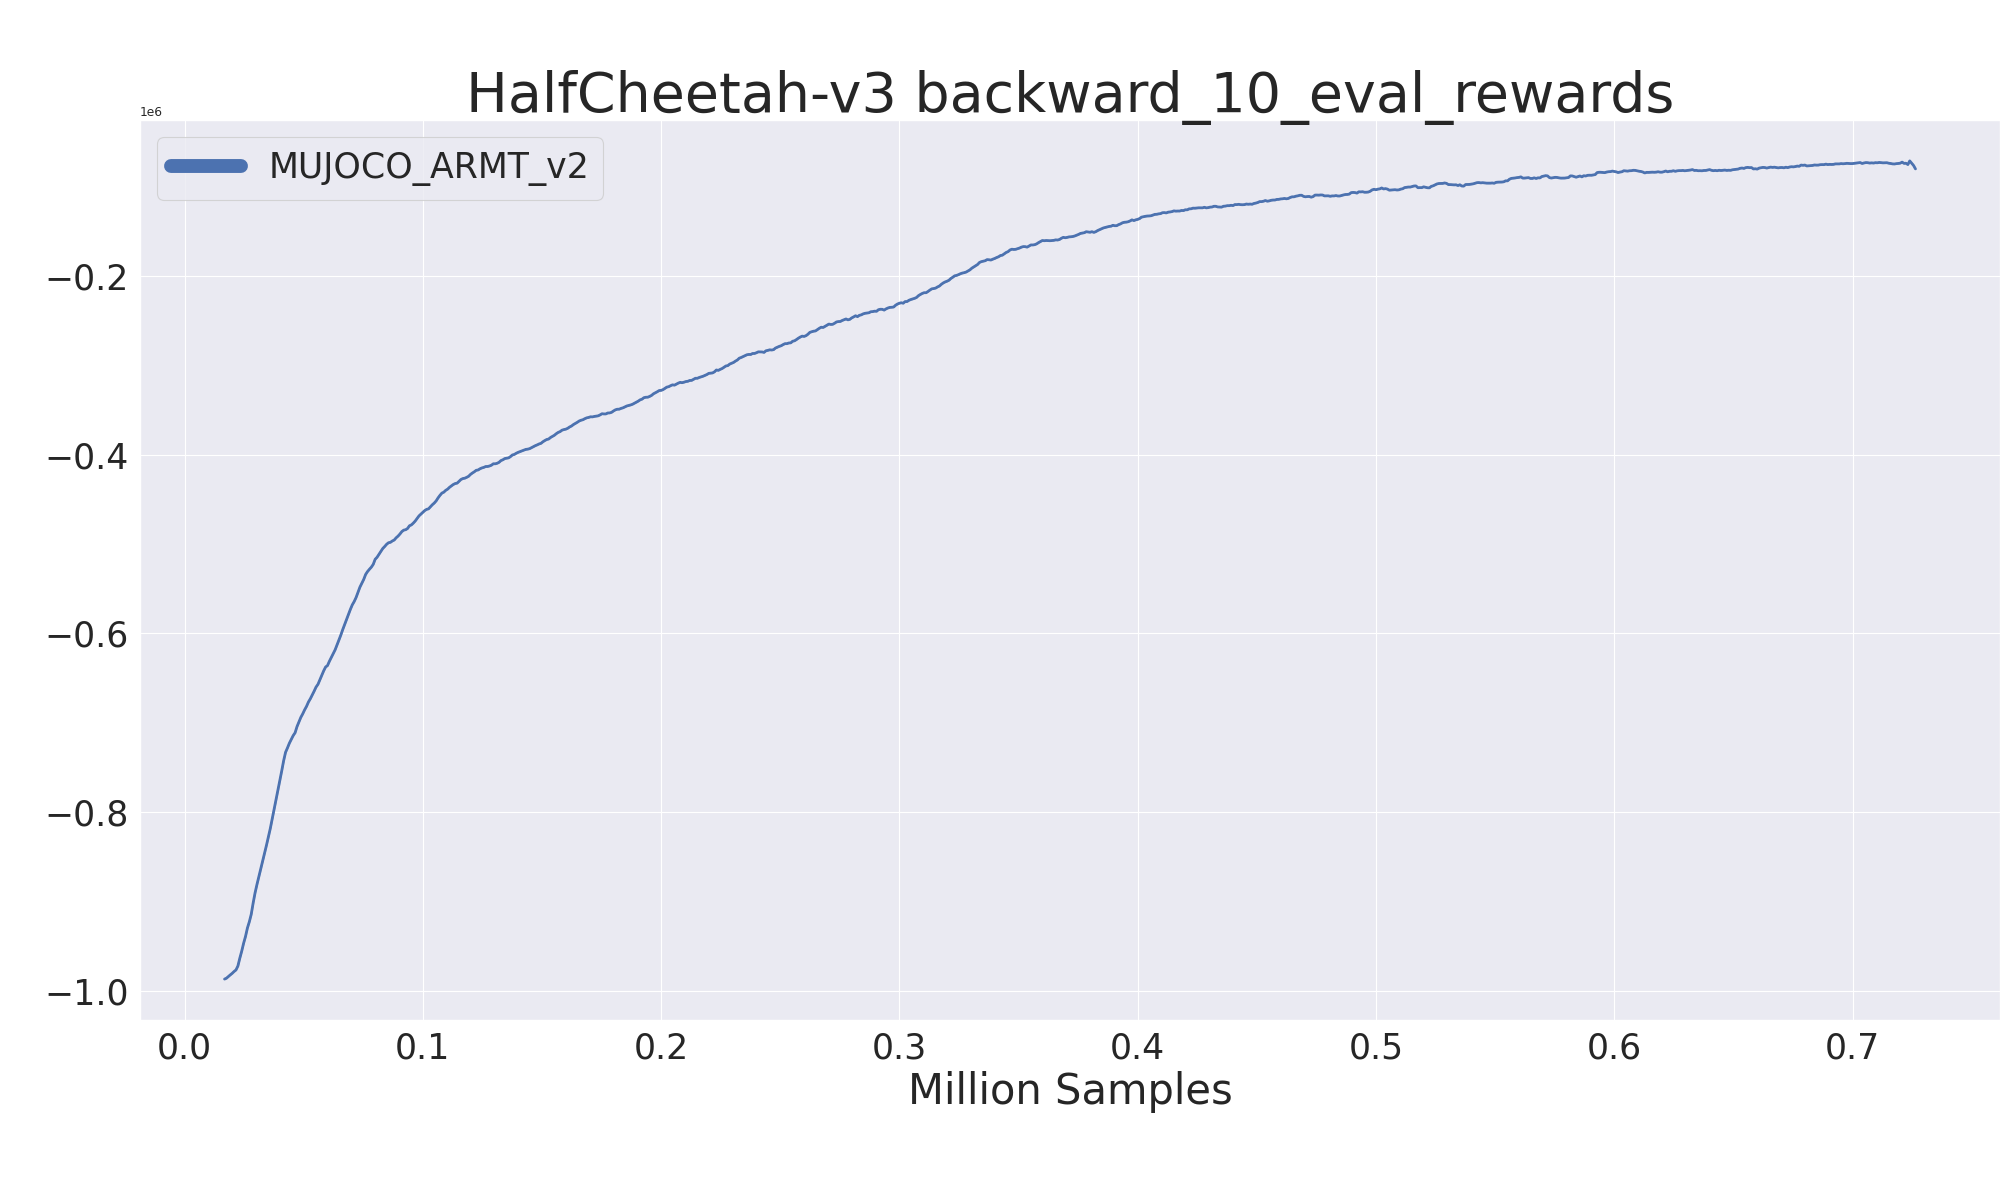 HalfCheetah-v3 backward_10_eval_rewards
1e6
MUJOCO_ARMT_v2
−0.2
−0.4
−0.6
−0.8
−1.0
0.0 0.1 0.2 0.3 0.4 0.5 0.6 0.7
Million Samples